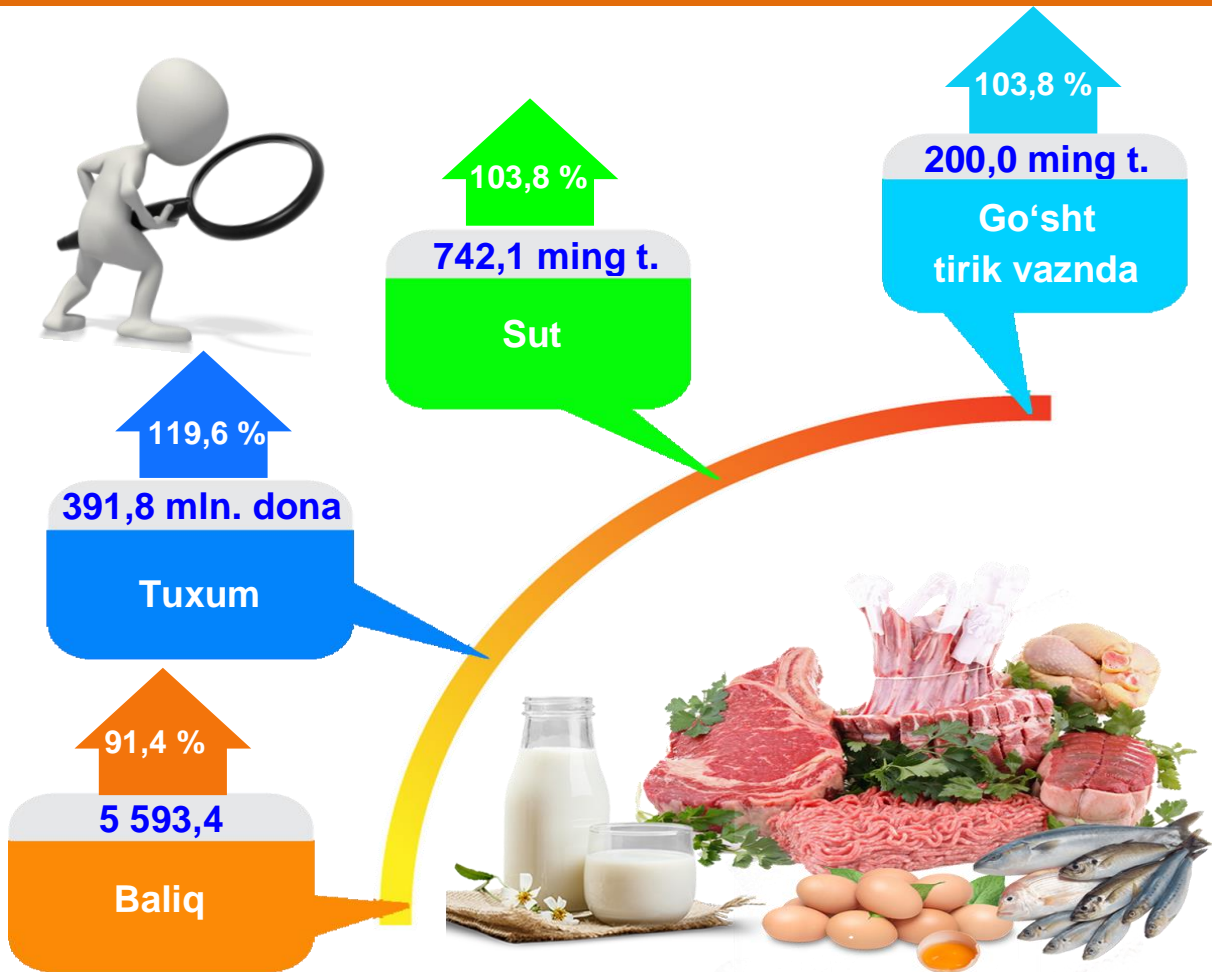 103,8 %
200,0 ming t.
Go‘sht
tirik vaznda
103,8 %
742,1 ming t.
Sut
119,6 %
391,8 mln. dona
Tuxum
91,4 %
5 593,4
Baliq